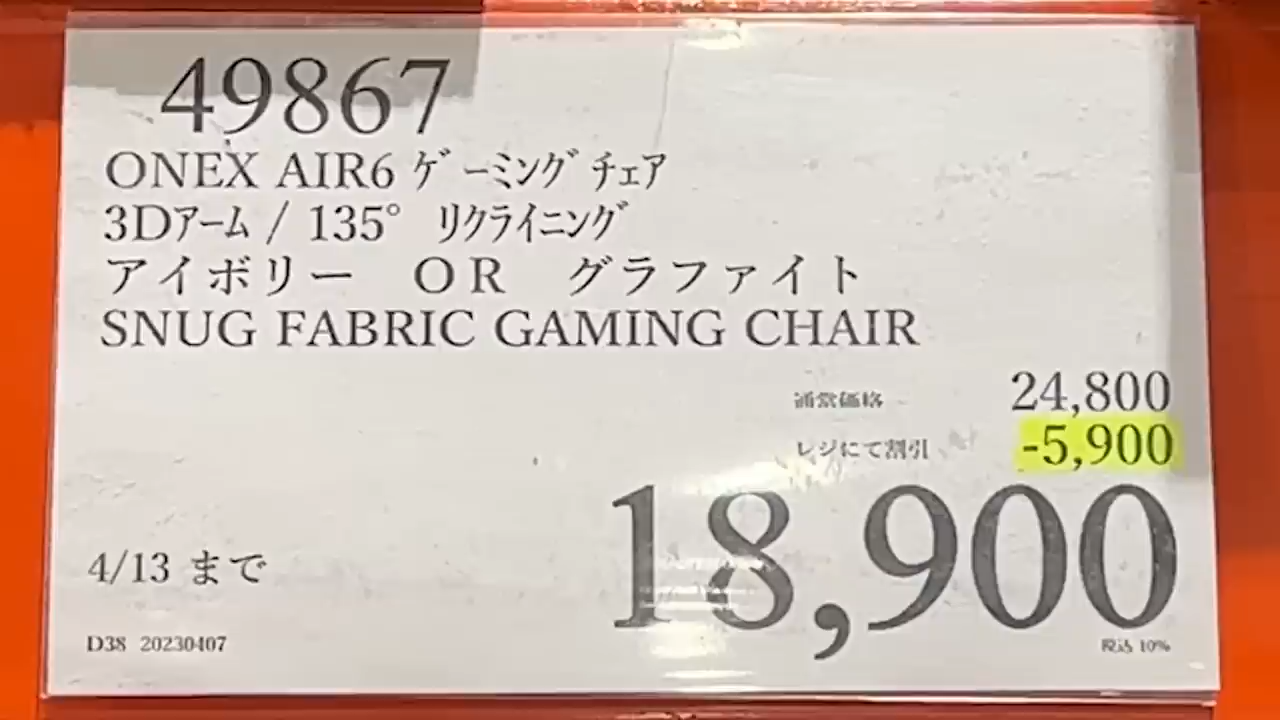 49867
ONEX AIR6 ゲーミングチェア
3Dアーム / 135° リクライニング
アイボリー　ＯＲ　グラファイト
SNUG FABRIC GAMING CHAIR
通常価格 24,800
レジにて割引 -5,900
18,900
4/13 まで
D38 20230407
税込 10%